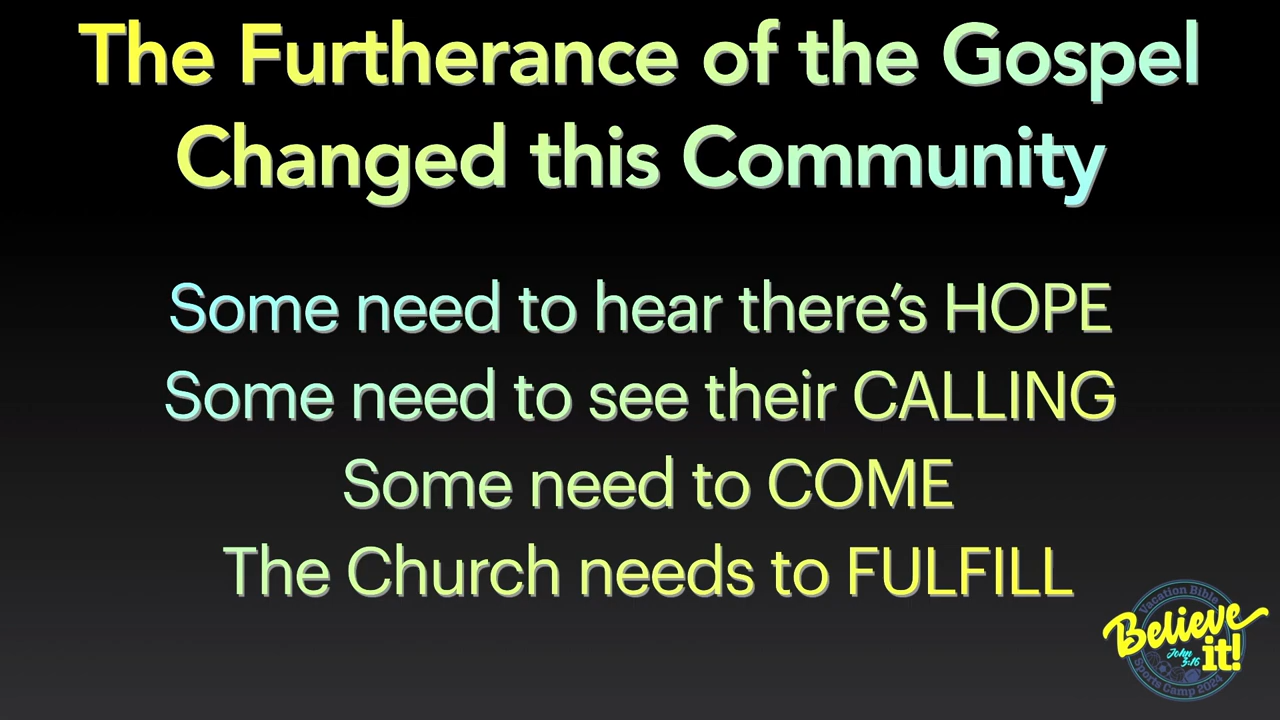 The Furtherance of the Gospel
Changed this Community
Some need to hear there’s HOPE
Some need to see their CALLING
Some need to COME
The Church needs to FULFILL
Vacation Bible
Believe
it!
John
3:16
Sports Camp 2024